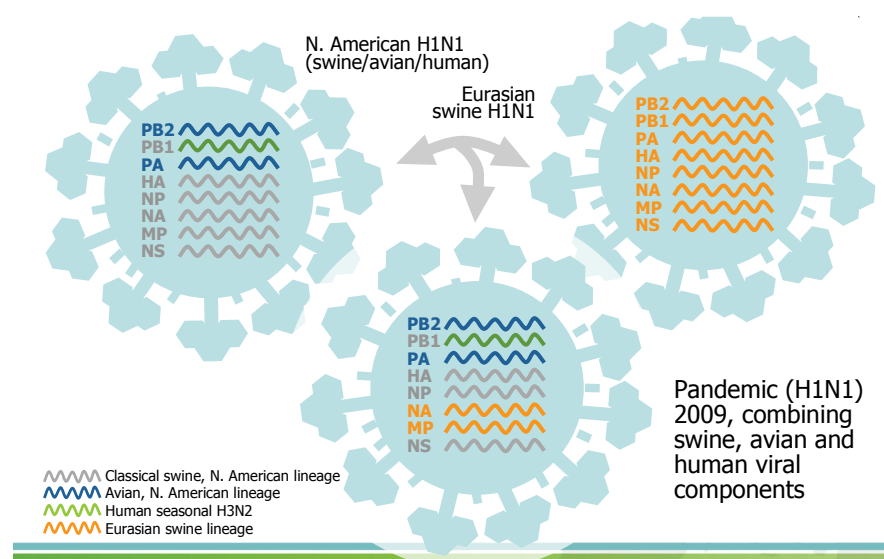 N. American H1N1
(swine/avian/human)
Eurasian
swine H1N1
PB2
PB1
PA
HA
NP
NA
MP
NS
PB2
PB1
PA
HA
NP
NA
MP
NS
PB2
PB1
PA
HA
NP
NA
MP
NS
Pandemic (H1N1)
2009, combining
swine, avian and
human viral
components
Classical swine, N. American lineage
Avian, N. American lineage
Human seasonal H3N2
Eurasian swine lineage